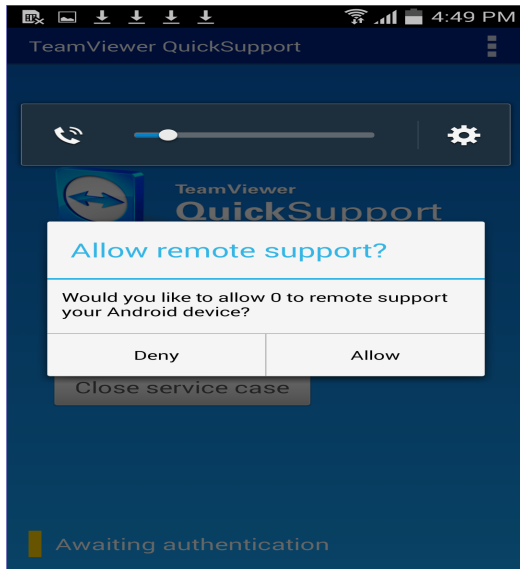 4:49 PM
TeamViewer QuickSupport
TeamViewer
QuickSupport
Allow remote support?
Would you like to allow 0 to remote support
your Android device?
Deny
Allow
Close service case
Awaiting authentication